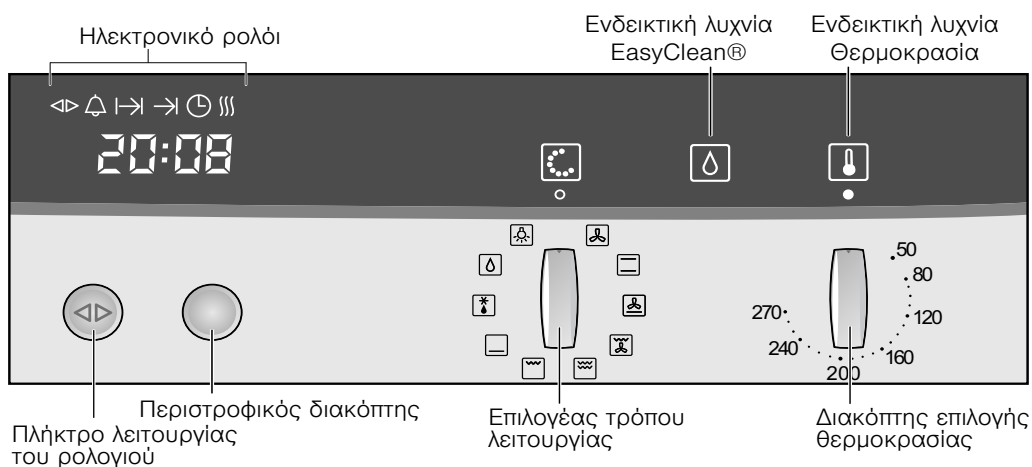 Ηλεκτρονικό ρολόι
Ενδεικτική λυχνία
EasyClean®
Ενδεικτική λυχνία
Θερμοκρασία
20:08
50
80
120
160
200
240
270
Πλήκτρο λειτουργίας
του ρολογιού
Περιστροφικός διακόπτης
Επιλογέας τρόπου
λειτουργίας
Διακόπτης επιλογής
θερμοκρασίας